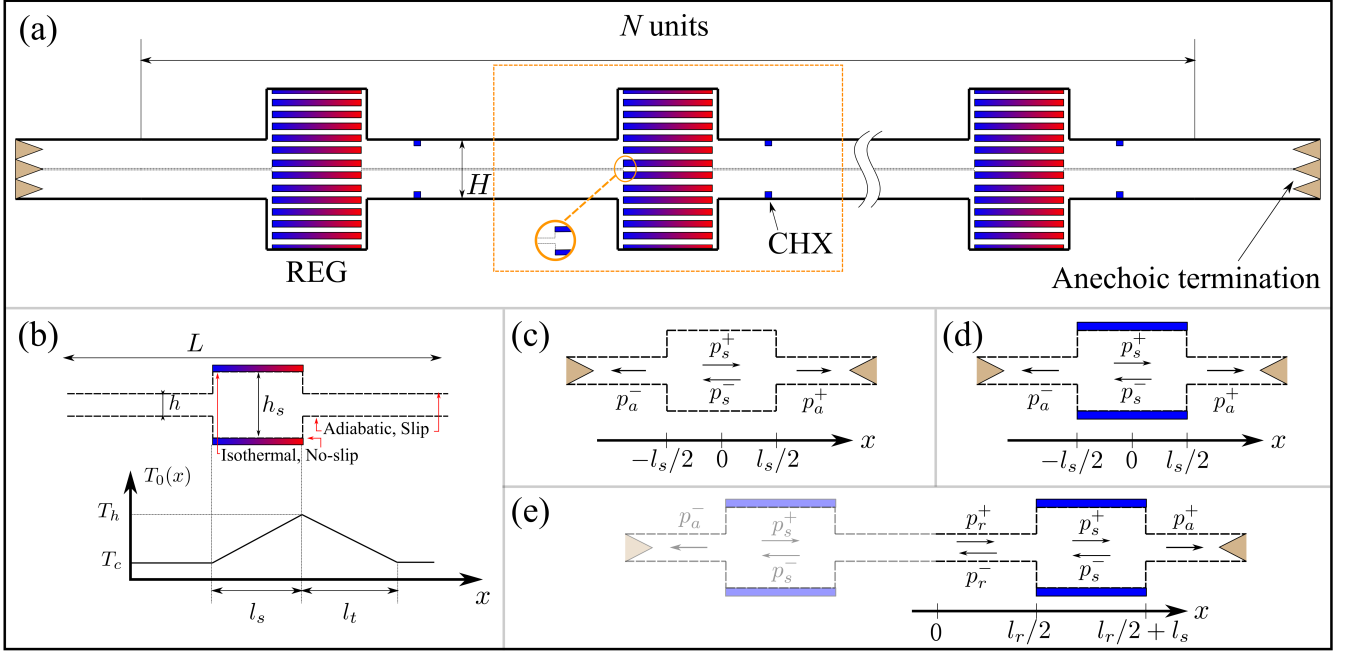 (a)
N units
H
CHX
REG
Anechoic termination
(b)
L
h
h_s
Adiabatic, Slip
Isothermal, No-slip
T_0(x)
T_h
T_c
x
l_s
l_t
(c)
p_s^+
p_s^-
p_a^-
p_a^+
x
−l_s/2
0
l_s/2
(d)
p_s^+
p_s^-
p_a^-
p_a^+
x
−l_s/2
0
l_s/2
(e)
p_a^-
p_s^+
p_s^-
p_r^+
p_r^-
p_s^+
p_s^-
p_a^+
x
0
l_r/2
l_r/2 + l_s